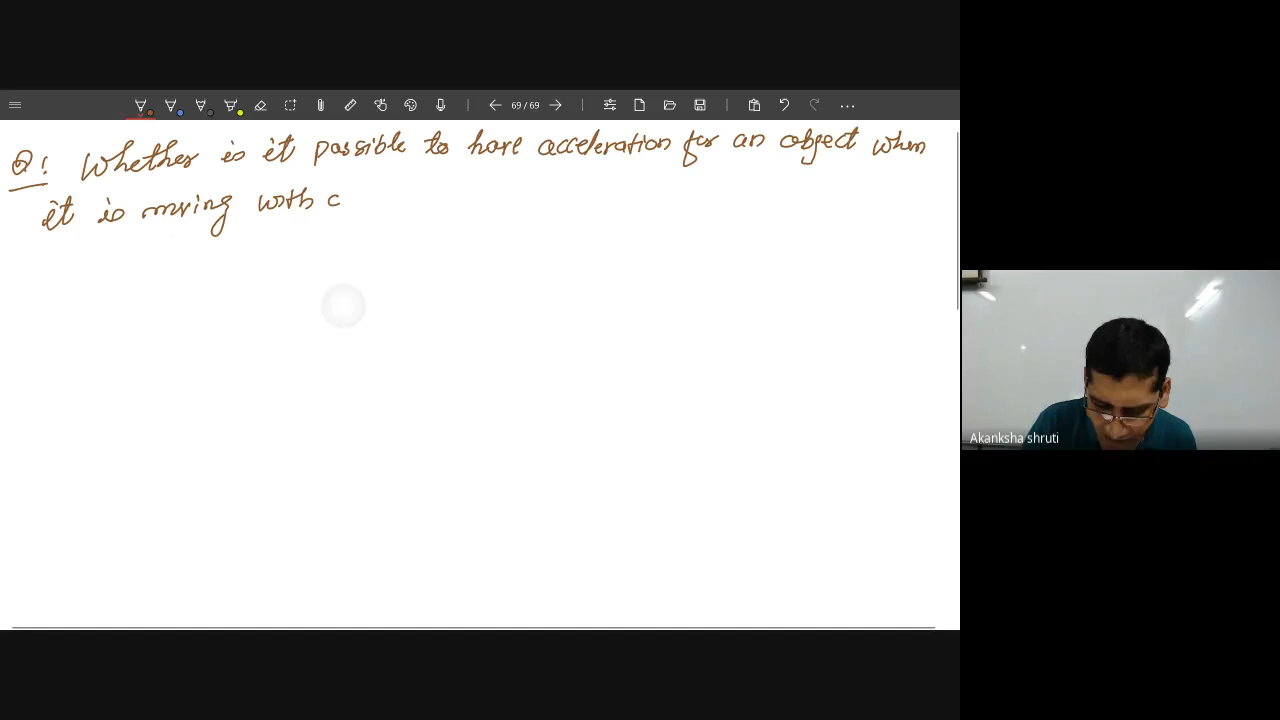 69/69
Q: Whether is it possible to have acceleration for an object when
it is moving with c
Akanksha shruti